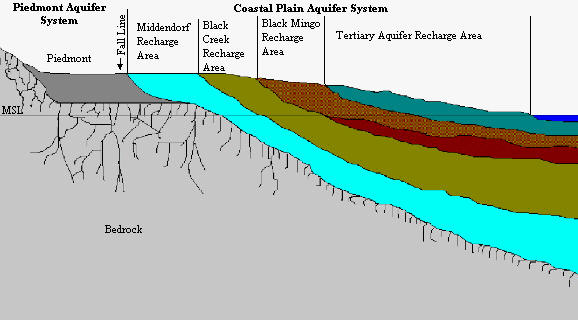 Piedmont Aquifer
System
Coastal Plain Aquifer System
Piedmont
Fall Line
Middendorf
Recharge
Area
Black
Creek
Recharge
Area
Black Mingo
Recharge
Area
Tertiary Aquifer Recharge Area
MSL
Bedrock